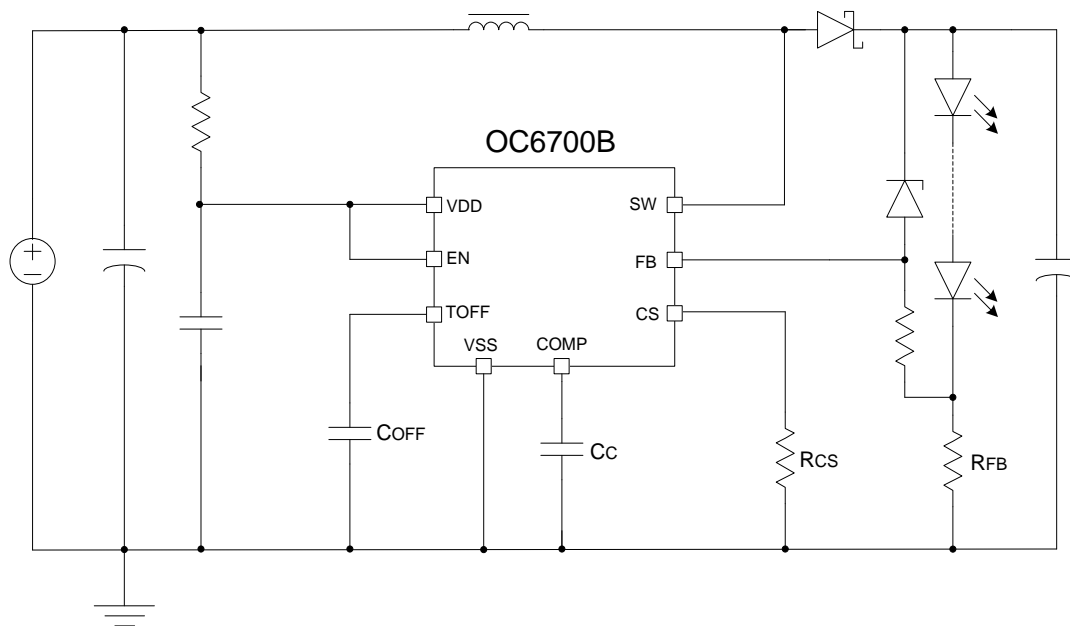 OC6700B
VDD
SW
EN
FB
TOFF
CS
VSS
COMP
COFF
CC
RCS
RFB